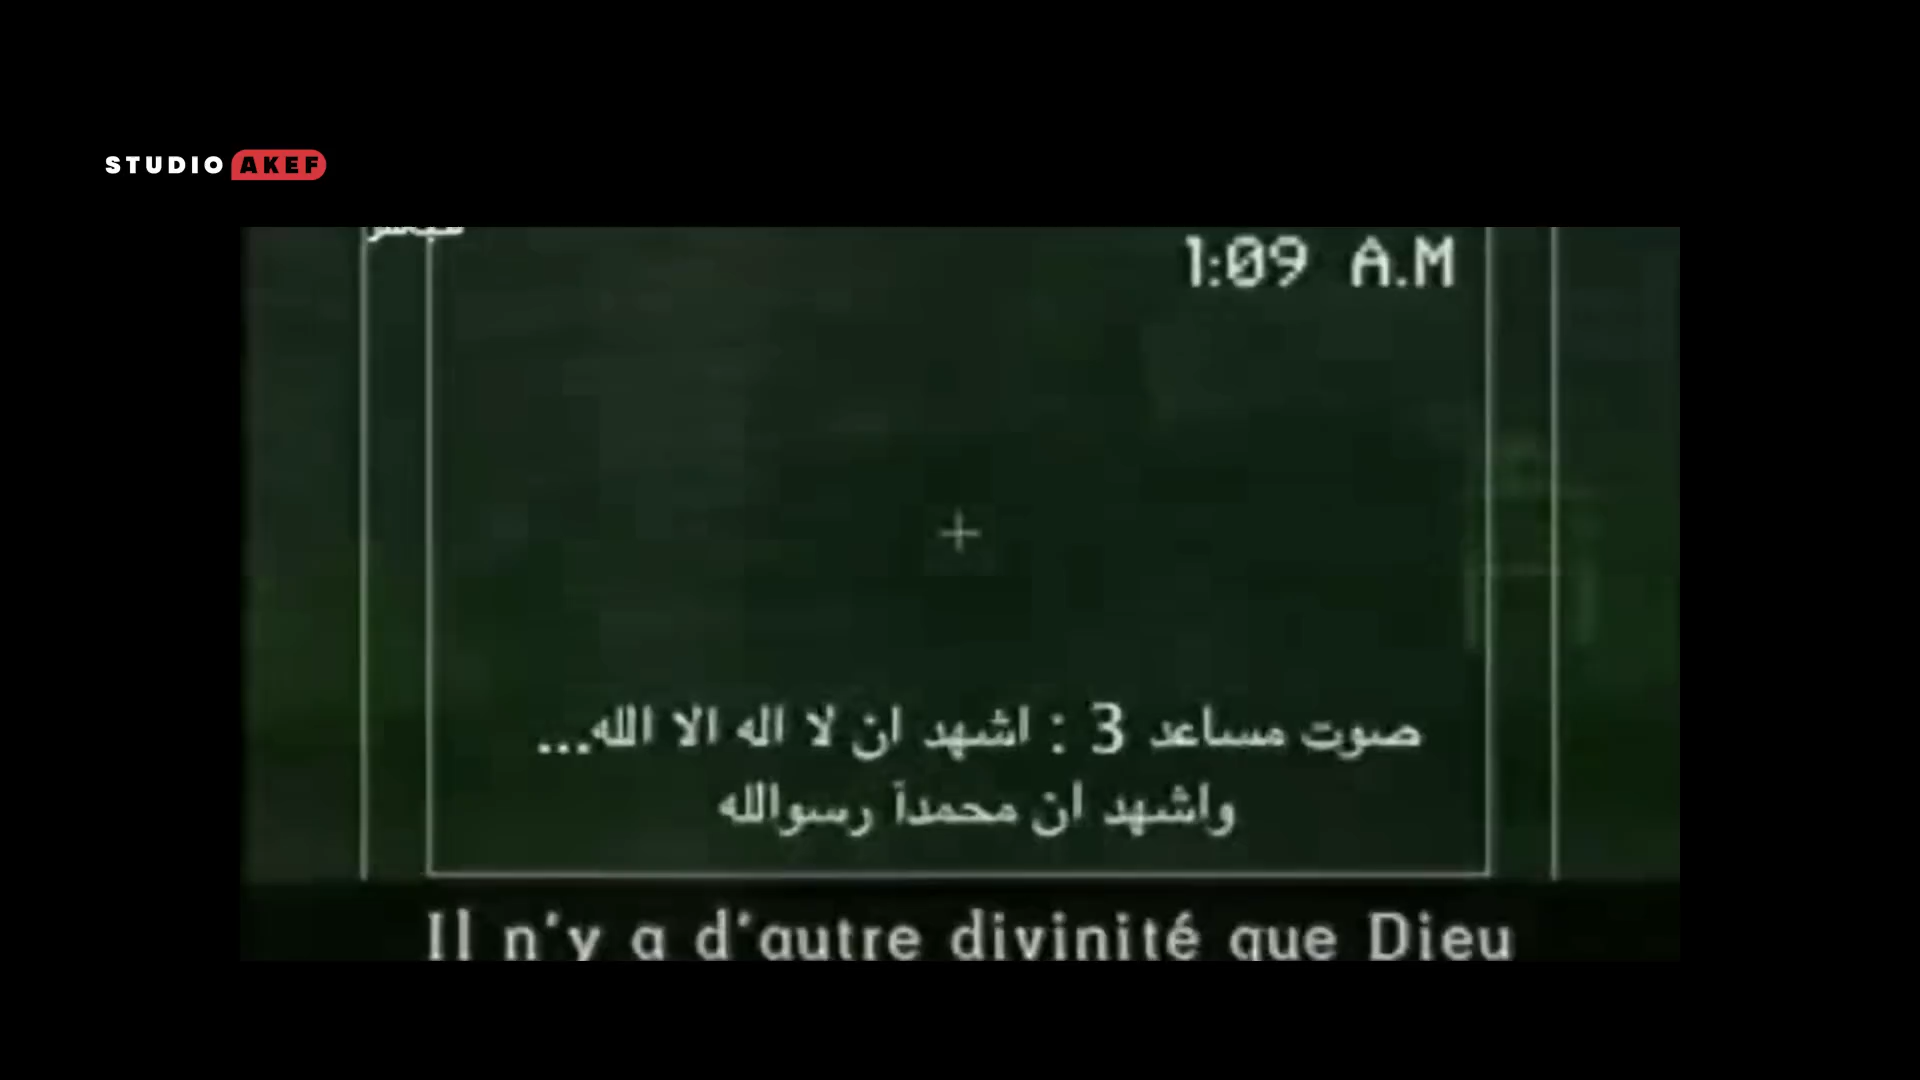 STUDIO AKEF
1:09 A.M
صوت مساعد 3 : اشهد ان لا اله الا الله...
واشهد ان محمداً رسوالله
Il n'y a d'autre divinité que Dieu